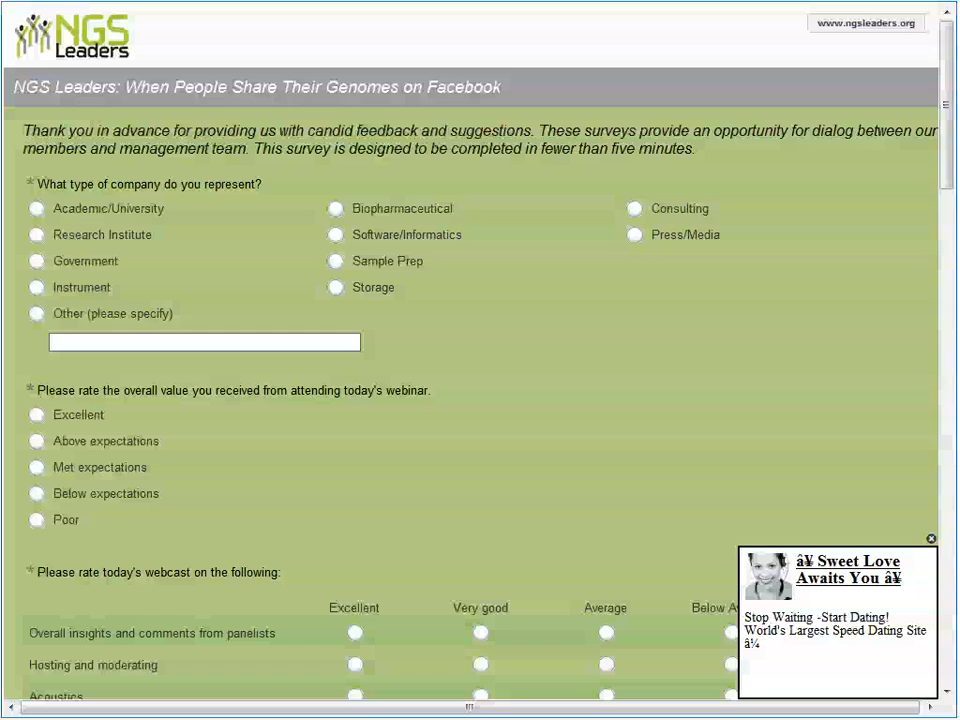 NGS
Leaders
www.ngsleaders.org
NGS Leaders: When People Share Their Genomes on Facebook
Thank you in advance for providing us with candid feedback and suggestions. These surveys provide an opportunity for dialog between our
members and management team. This survey is designed to be completed in fewer than five minutes.
* What type of company do you represent?
Academic/University Biopharmaceutical Consulting
Research Institute Software/Informatics Press/Media
Government Sample Prep
Instrument Storage
Other (please specify)
* Please rate the overall value you received from attending today's webinar.
Excellent
Above expectations
Met expectations
Below expectations
Poor
* Please rate today's webcast on the following:
Excellent Very good Average Below Av
Overall insights and comments from panelists
Hosting and moderating
Acoustics
â¥ Sweet Love
Awaits You â¥
Stop Waiting -Start Dating!
World's Largest Speed Dating Site
â¼